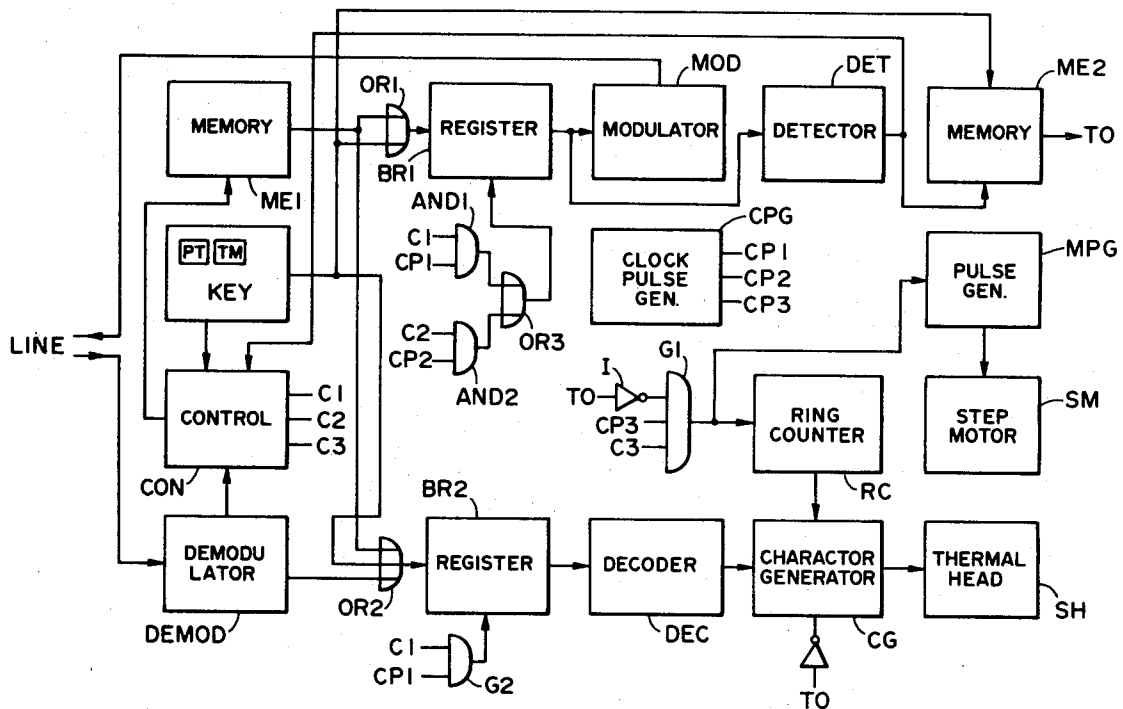 MOD
DET
ME2
OR1
MEMORY
REGISTER
MODULATOR
DETECTOR
MEMORY
TO
BR1
ME1
AND1
C1
CP1
CPG
CLOCK
PULSE
GEN.
CP1
CP2
CP3
MPG
PULSE
GEN.
PT TM
KEY
OR3
C2
CP2
AND2
LINE
G1
I
TO
CP3
C3
CONTROL
C1
C2
C3
RING
COUNTER
STEP
MOTOR
SM
CON
BR2
RC
DEMODU
LATOR
OR2
REGISTER
DECODER
CHARACTOR
GENERATOR
THERMAL
HEAD
SH
DEMOD
C1
CP1
G2
DEC
CG
TO